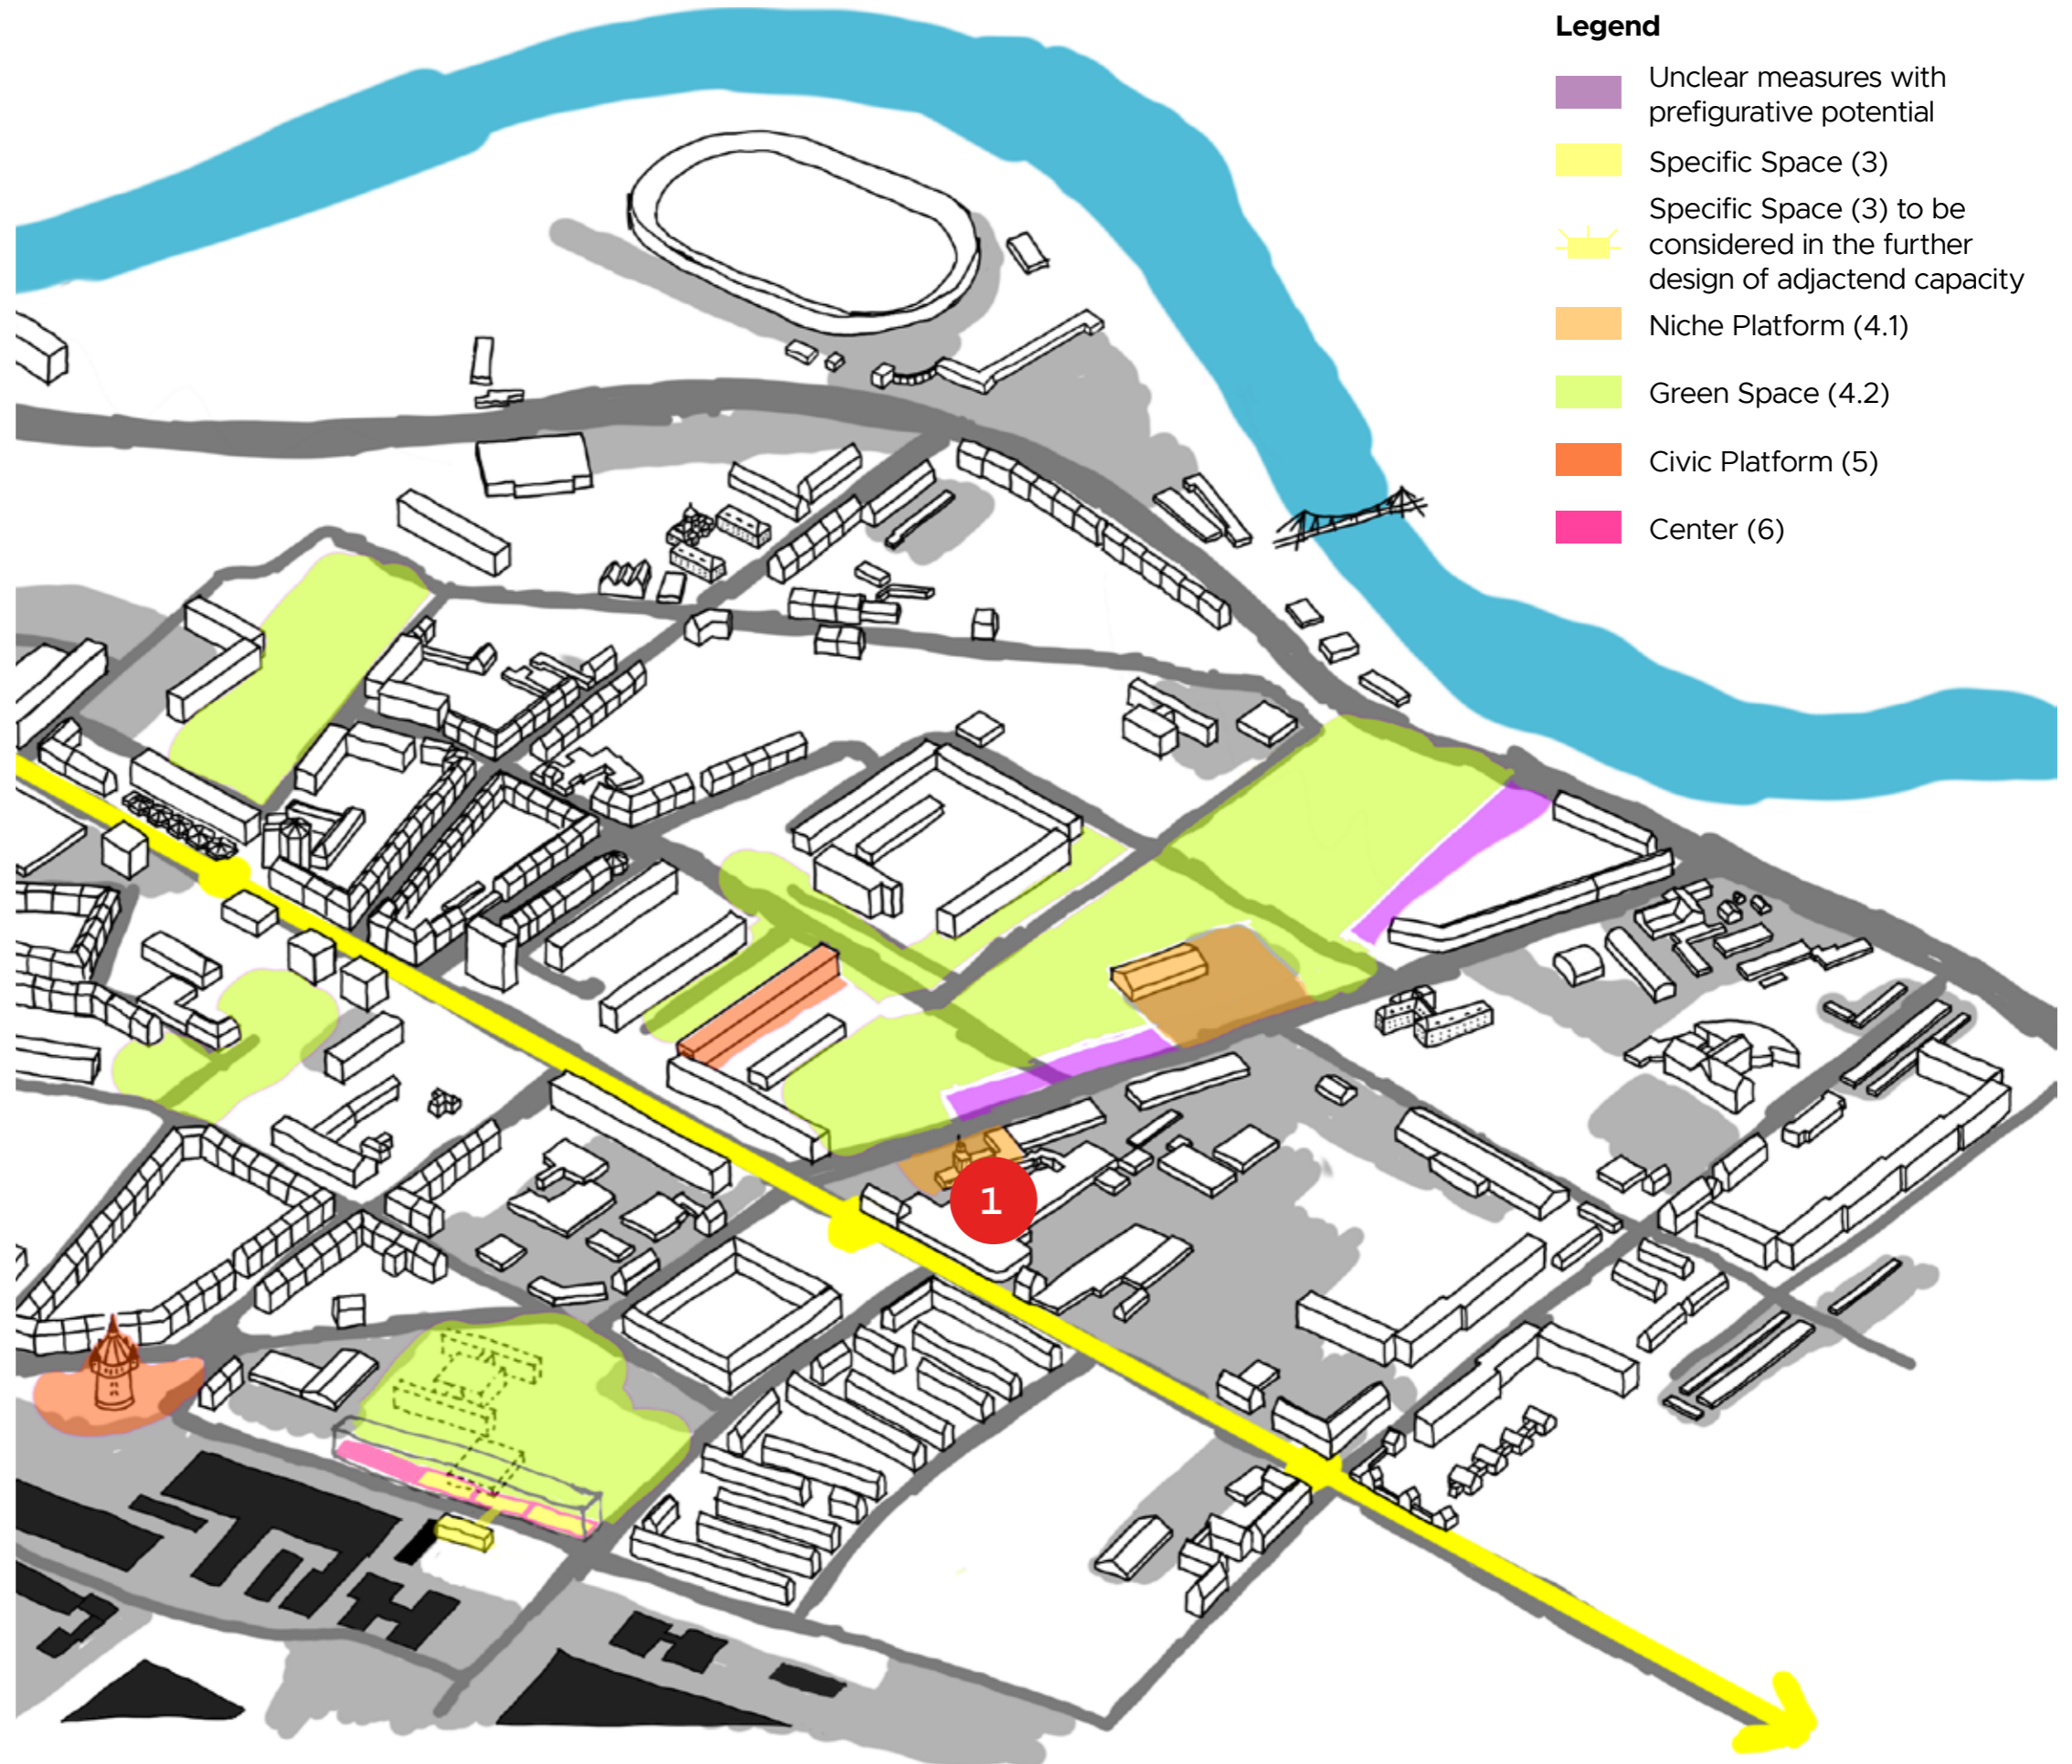 Legend
Unclear measures with
prefigurative potential
Specific Space (3)
Specific Space (3) to be
considered in the further
design of adjactend capacity
Niche Platform (4.1)
Green Space (4.2)
Civic Platform (5)
Center (6)
1